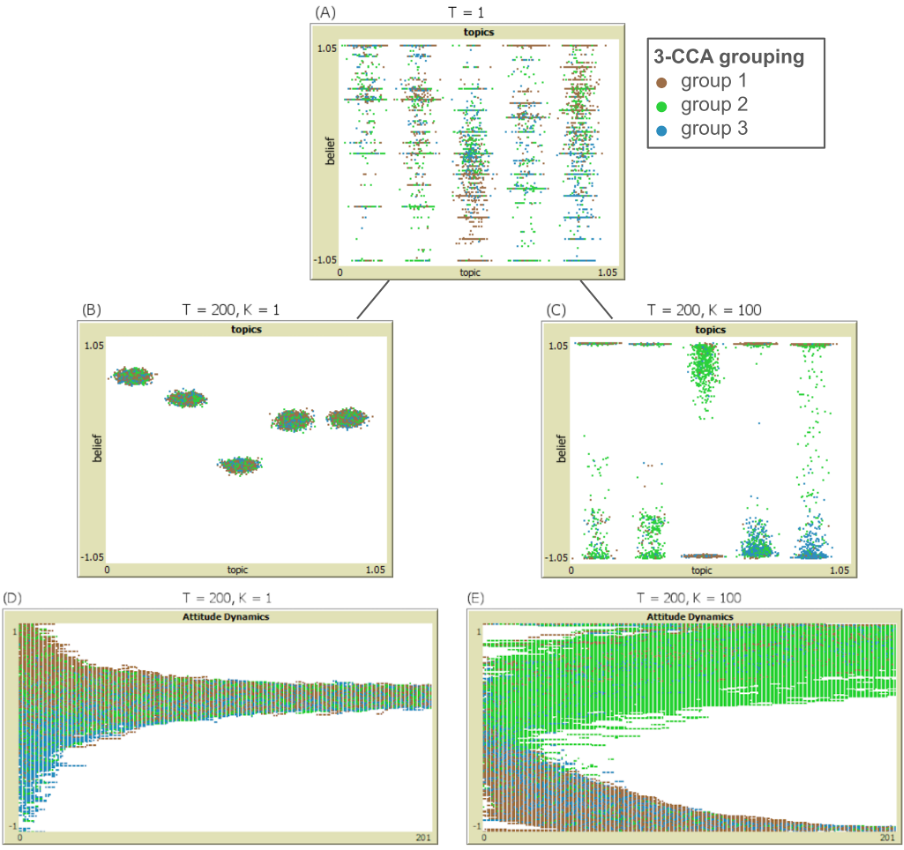 (A) T = 1
topics
1.05
belief
-1.05
0 topic 1.05
3-CCA grouping
group 1
group 2
group 3
(B) T = 200, K = 1
topics
1.05
belief
-1.05
0 topic 1.05
(C) T = 200, K = 100
topics
1.05
belief
-1.05
0 topic 1.05
(D) T = 200, K = 1
Attitude Dynamics
1
-1
0 201
(E) T = 200, K = 100
Attitude Dynamics
1
-1
0 201